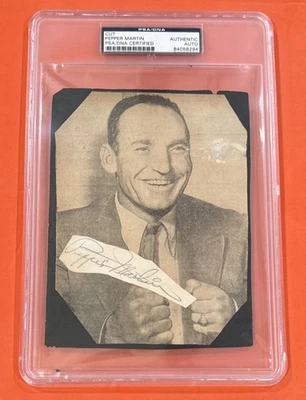 PSA/DNA
CUT
PEPPER MARTIN
PSA/DNA CERTIFIED
AUTHENTIC
AUTO
84058294
Pepper Martin